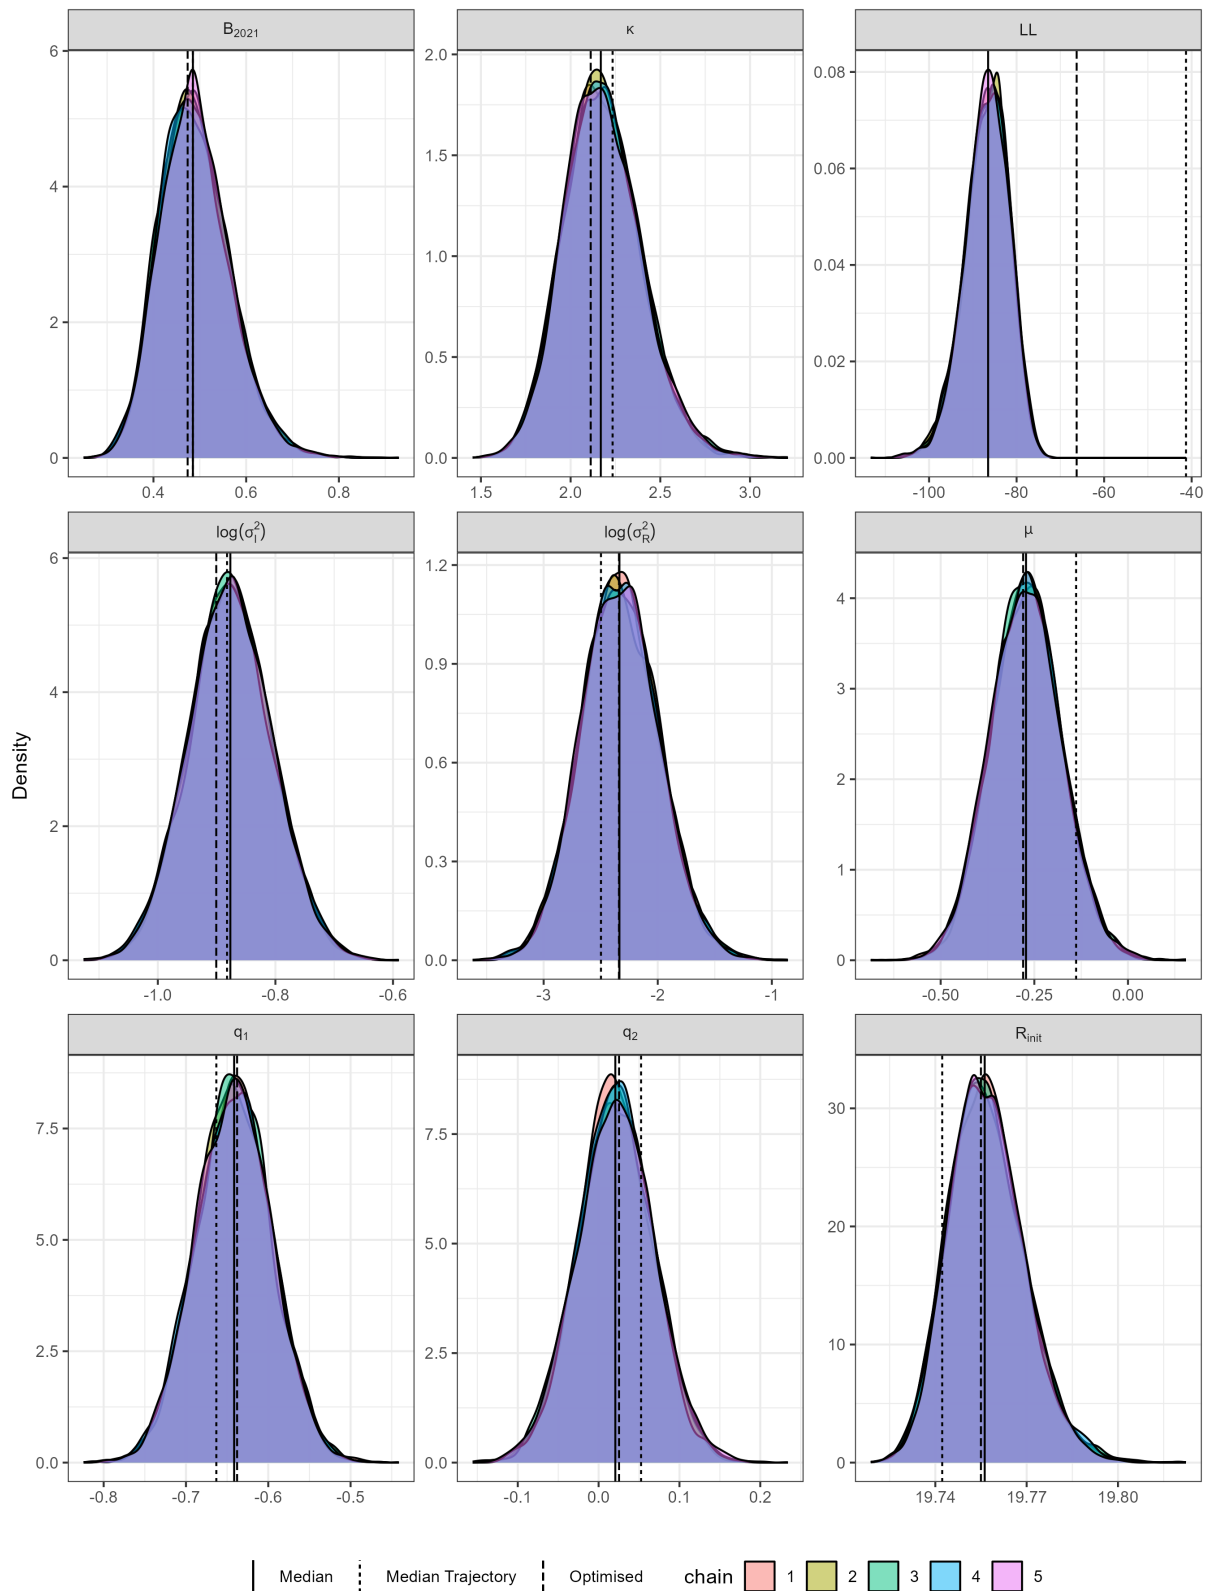 B2021
κ
LL
6
4
2
0
0.4 0.6 0.8
2.0
1.5
1.0
0.5
0.0
1.5 2.0 2.5 3.0
0.08
0.06
0.04
0.02
0.00
-100 -80 -60 -40
log(σ²I)
log(σ²R)
μ
Density
6
4
2
0
-1.0 -0.8 -0.6
1.2
0.9
0.6
0.3
0.0
-3 -2 -1
4
3
2
1
0
-0.50 -0.25 0.00
q1
q2
Rinit
7.5
5.0
2.5
0.0
-0.8 -0.7 -0.6 -0.5
7.5
5.0
2.5
0.0
-0.1 0.0 0.1 0.2
30
20
10
0
19.74 19.77 19.80
Median Median Trajectory Optimised chain 1 2 3 4 5